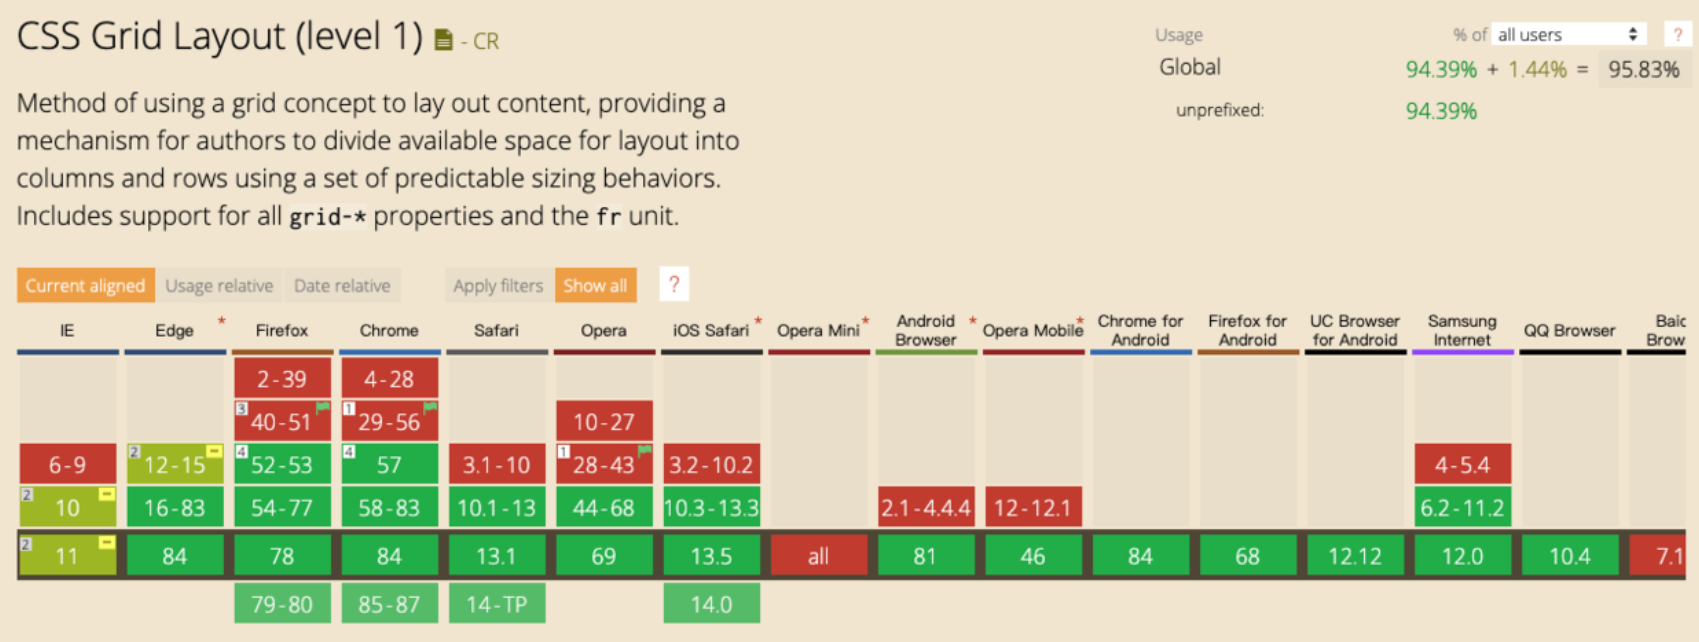 CSS Grid Layout (level 1) - CR
Usage % of all users ?
Global 94.39% + 1.44% = 95.83%
unprefixed: 94.39%
Method of using a grid concept to lay out content, providing a
mechanism for authors to divide available space for layout into
columns and rows using a set of predictable sizing behaviors.
Includes support for all grid-* properties and the fr unit.
Current aligned Usage relative Date relative Apply filters Show all ?
IE Edge * Firefox Chrome Safari Opera iOS Safari * Opera Mini * Android Browser * Opera Mobile * Chrome for Android Firefox for Android UC Browser for Android Samsung Internet QQ Browser Baid Brow
2-39 4-28
3 40-51 1 29-56 10-27
6-9 2 12-15 4 52-53 4 57 3.1-10 1 28-43 3.2-10.2 4-5.4
2 10 16-83 54-77 58-83 10.1-13 44-68 10.3-13.3 2.1-4.4.4 12-12.1 6.2-11.2
2 11 84 78 84 13.1 69 13.5 all 81 46 84 68 12.12 12.0 10.4 7.1
79-80 85-87 14-TP 14.0